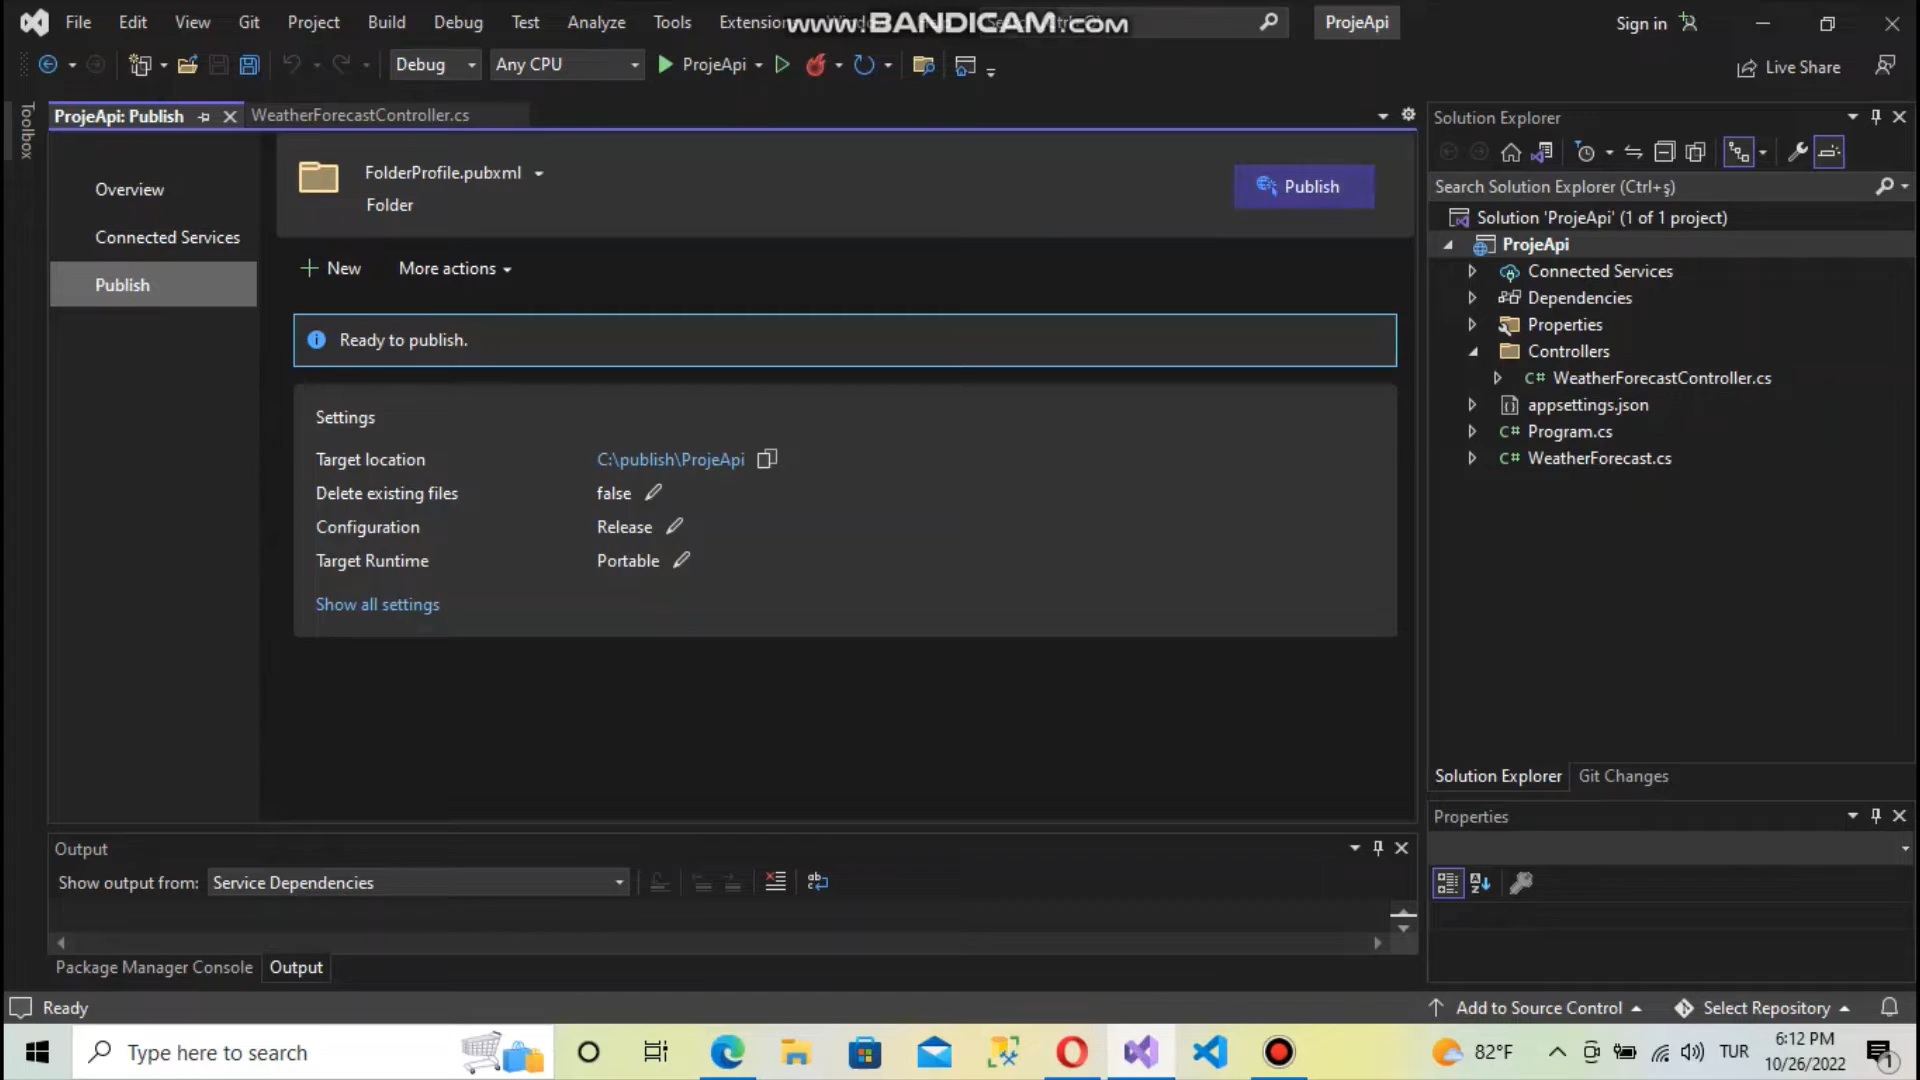 File Edit View Git Project Build Debug Test Analyze Tools Extension
www.BANDICAM.com
ProjeApi
Sign in
Debug Any CPU ProjeApi
Live Share
Toolbox
ProjeApi: Publish WeatherForecastController.cs
Overview
Connected Services
Publish
FolderProfile.pubxml
Folder
Publish
New More actions
Ready to publish.
Settings
Target location C:\publish\ProjeApi
Delete existing files false
Configuration Release
Target Runtime Portable
Show all settings
Solution Explorer
Search Solution Explorer (Ctrl+ş)
Solution 'ProjeApi' (1 of 1 project)
ProjeApi
Connected Services
Dependencies
Properties
Controllers
C# WeatherForecastController.cs
appsettings.json
C# Program.cs
C# WeatherForecast.cs
Solution Explorer Git Changes
Properties
Output
Show output from: Service Dependencies
Package Manager Console Output
Ready
Add to Source Control Select Repository
Type here to search
82°F
TUR
6:12 PM
10/26/2022
1